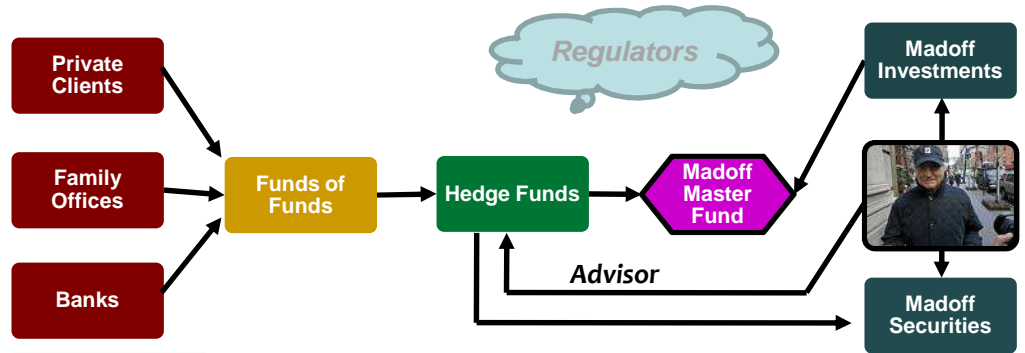 Regulators
Madoff
Investments
Private
Clients
Family
Offices
Funds of
Funds
Hedge Funds
Madoff
Master
Fund
Advisor
Banks
Madoff
Securities